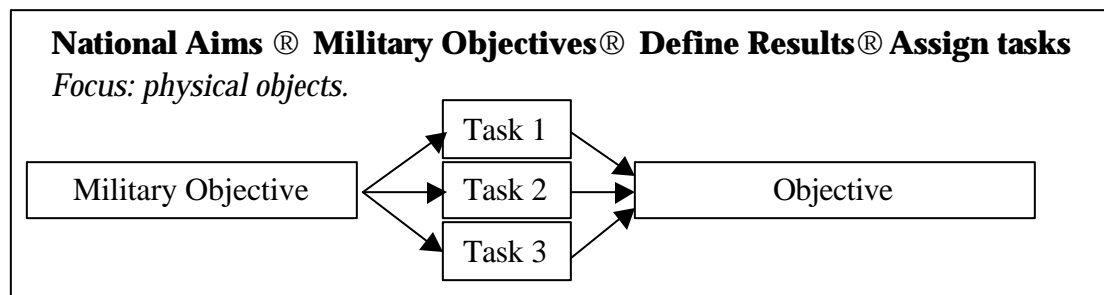 National Aims ® Military Objectives® Define Results® Assign tasks
Focus: physical objects.
Task 1
Military Objective
Task 2
Objective
Task 3